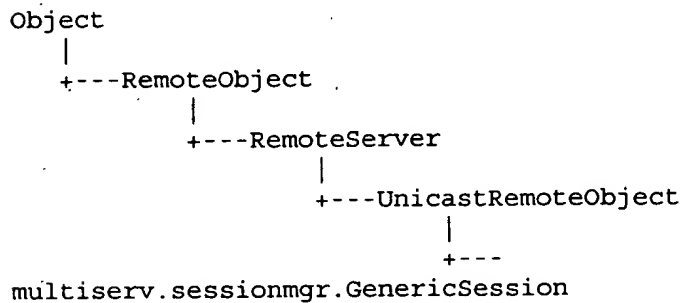 Object
|
+---RemoteObject
|
+---RemoteServer
|
+---UnicastRemoteObject
|
+---
multiserv.sessionmgr.GenericSession